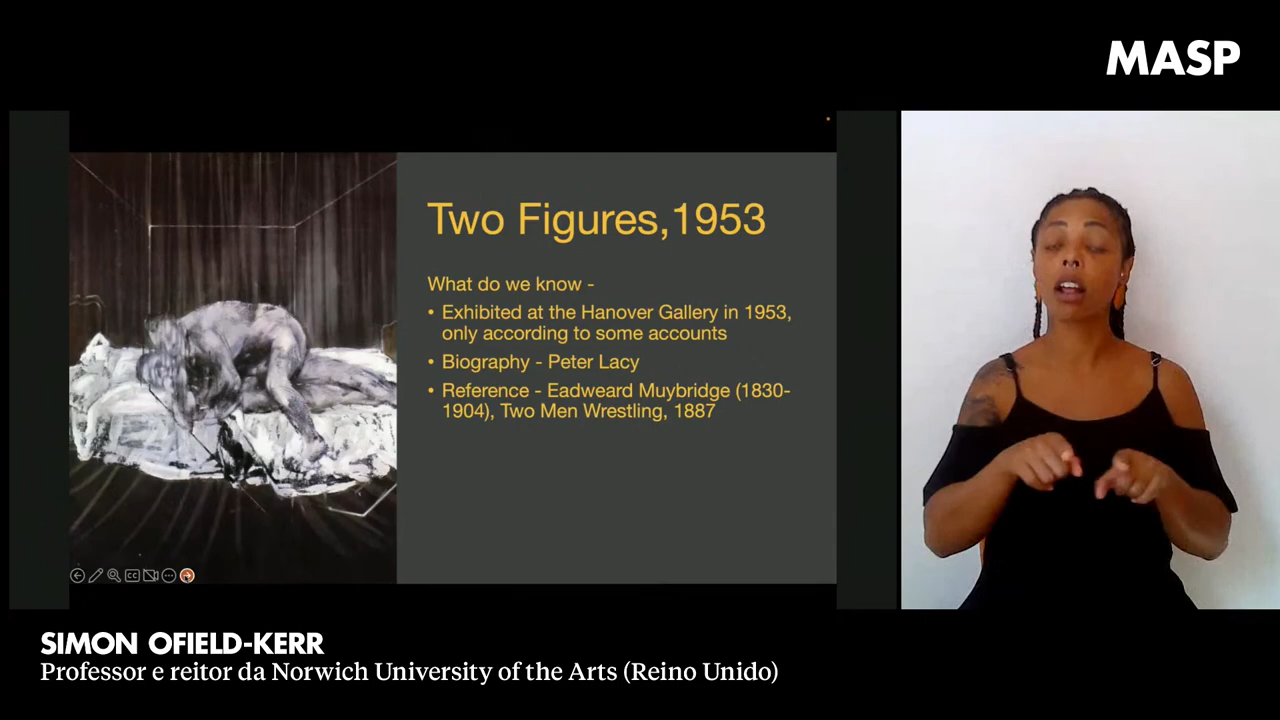 MASP
Two Figures,1953
What do we know -
• Exhibited at the Hanover Gallery in 1953,
only according to some accounts
• Biography - Peter Lacy
• Reference - Eadweard Muybridge (1830-
1904), Two Men Wrestling, 1887
CC
SIMON OFIELD-KERR
Professor e reitor da Norwich University of the Arts (Reino Unido)